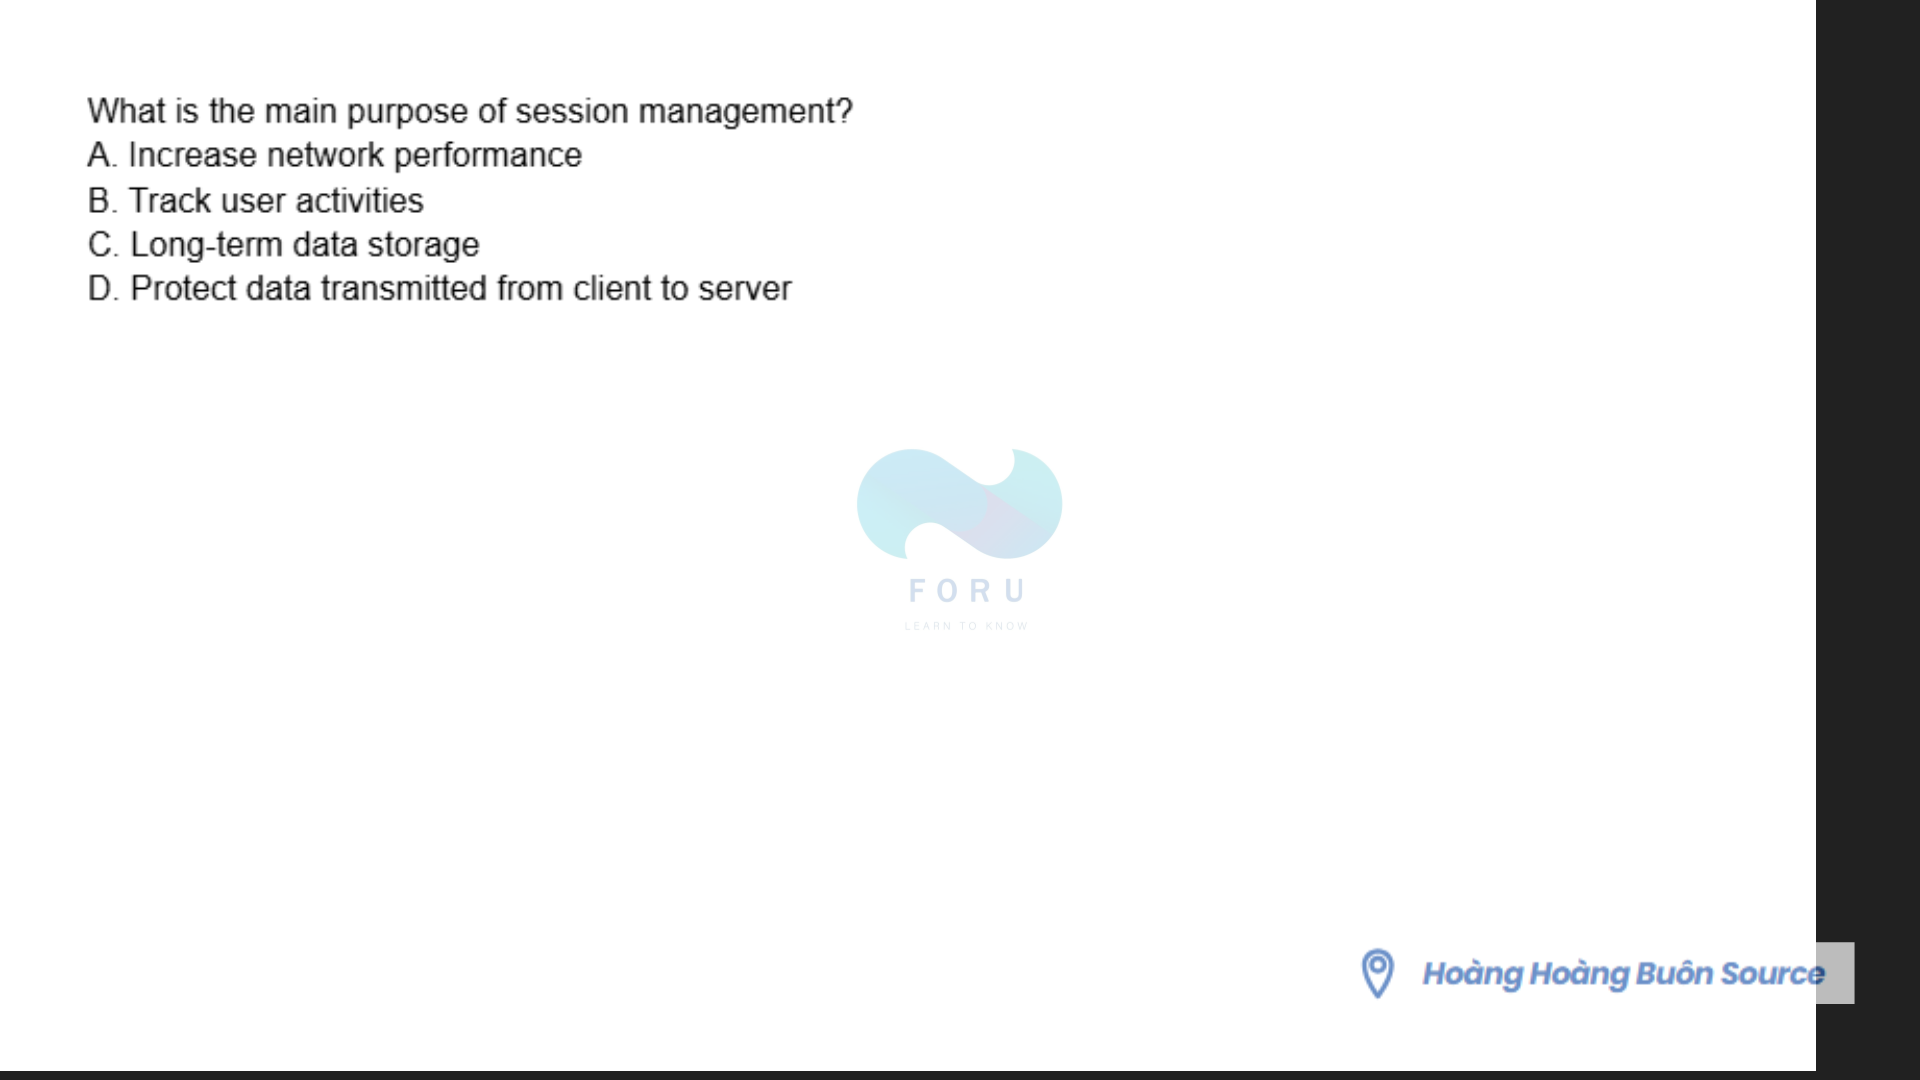 What is the main purpose of session management?
A. Increase network performance
B. Track user activities
C. Long-term data storage
D. Protect data transmitted from client to server
FORU
LEARN TO KNOW
Hoàng Hoàng Buôn Source